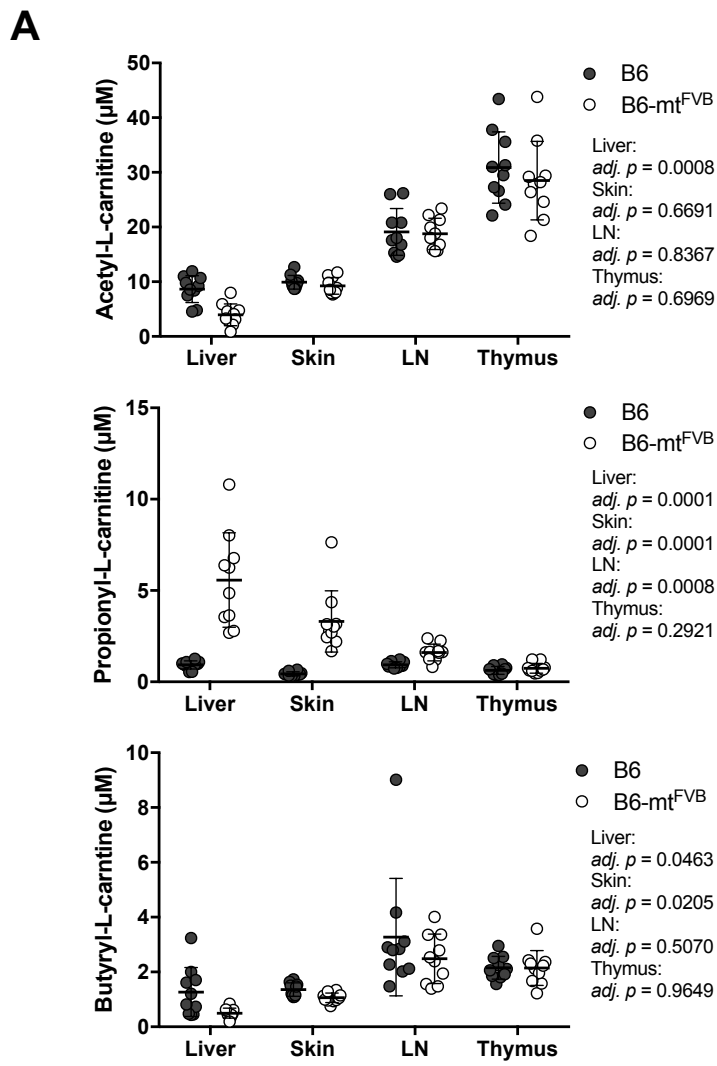 A
Acetyl-L-carnitine (µM)
50
40
30
20
10
0
Liver Skin LN Thymus
B6
B6-mtFVB
Liver:
adj. p = 0.0008
Skin:
adj. p = 0.6691
LN:
adj. p = 0.8367
Thymus:
adj. p = 0.6969
Propionyl-L-carnitine (µM)
15
10
5
0
Liver Skin LN Thymus
B6
B6-mtFVB
Liver:
adj. p = 0.0001
Skin:
adj. p = 0.0001
LN:
adj. p = 0.0008
Thymus:
adj. p = 0.2921
Butyryl-L-carntine (µM)
10
8
6
4
2
0
Liver Skin LN Thymus
B6
B6-mtFVB
Liver:
adj. p = 0.0463
Skin:
adj. p = 0.0205
LN:
adj. p = 0.5070
Thymus:
adj. p = 0.9649